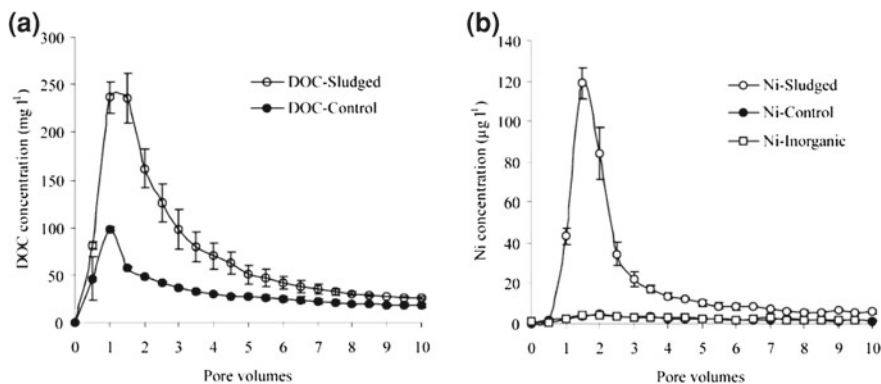 (a)
300
250
200
150
100
50
0
DOC concentration (mg l¹)
DOC-Sludged
DOC-Control
0 1 2 3 4 5 6 7 8 9 10
Pore volumes
(b)
140
120
100
80
60
40
20
0
Ni concentration (µg l¹)
Ni-Sludged
Ni-Control
Ni-Inorganic
0 1 2 3 4 5 6 7 8 9 10
Pore volumes